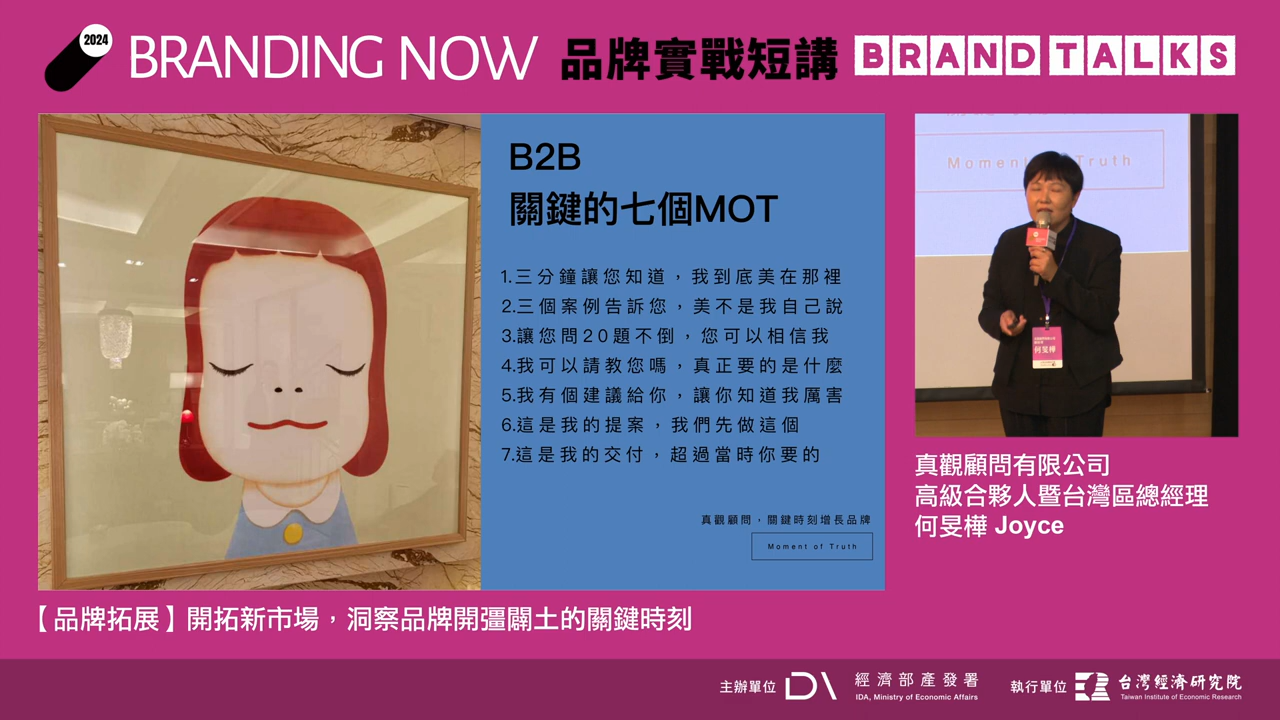 2024
BRANDING NOW 品牌實戰短講 BRAND TALKS
B2B
關鍵的七個MOT
1.三分鐘讓您知道，我到底美在那裡
2.三個案例告訴您，美不是我自己說
3.讓您問20題不倒，您可以相信我
4.我可以請教您嗎，真正要的是什麼
5.我有個建議給你，讓你知道我厲害
6.這是我的提案，我們先做這個
7.這是我的交付，超過當時你要的
真觀顧問，關鍵時刻增長品牌
Moment of Truth
Moment Truth
何旻樺
真觀顧問有限公司
高級合夥人暨台灣區總經理
何旻樺 Joyce
【品牌拓展】開拓新市場，洞察品牌開彊闢土的關鍵時刻
主辦單位 IDA 經濟部產發署
IDA, Ministry of Economic Affairs
執行單位 台灣經濟研究院
Taiwan Institute of Economic Research